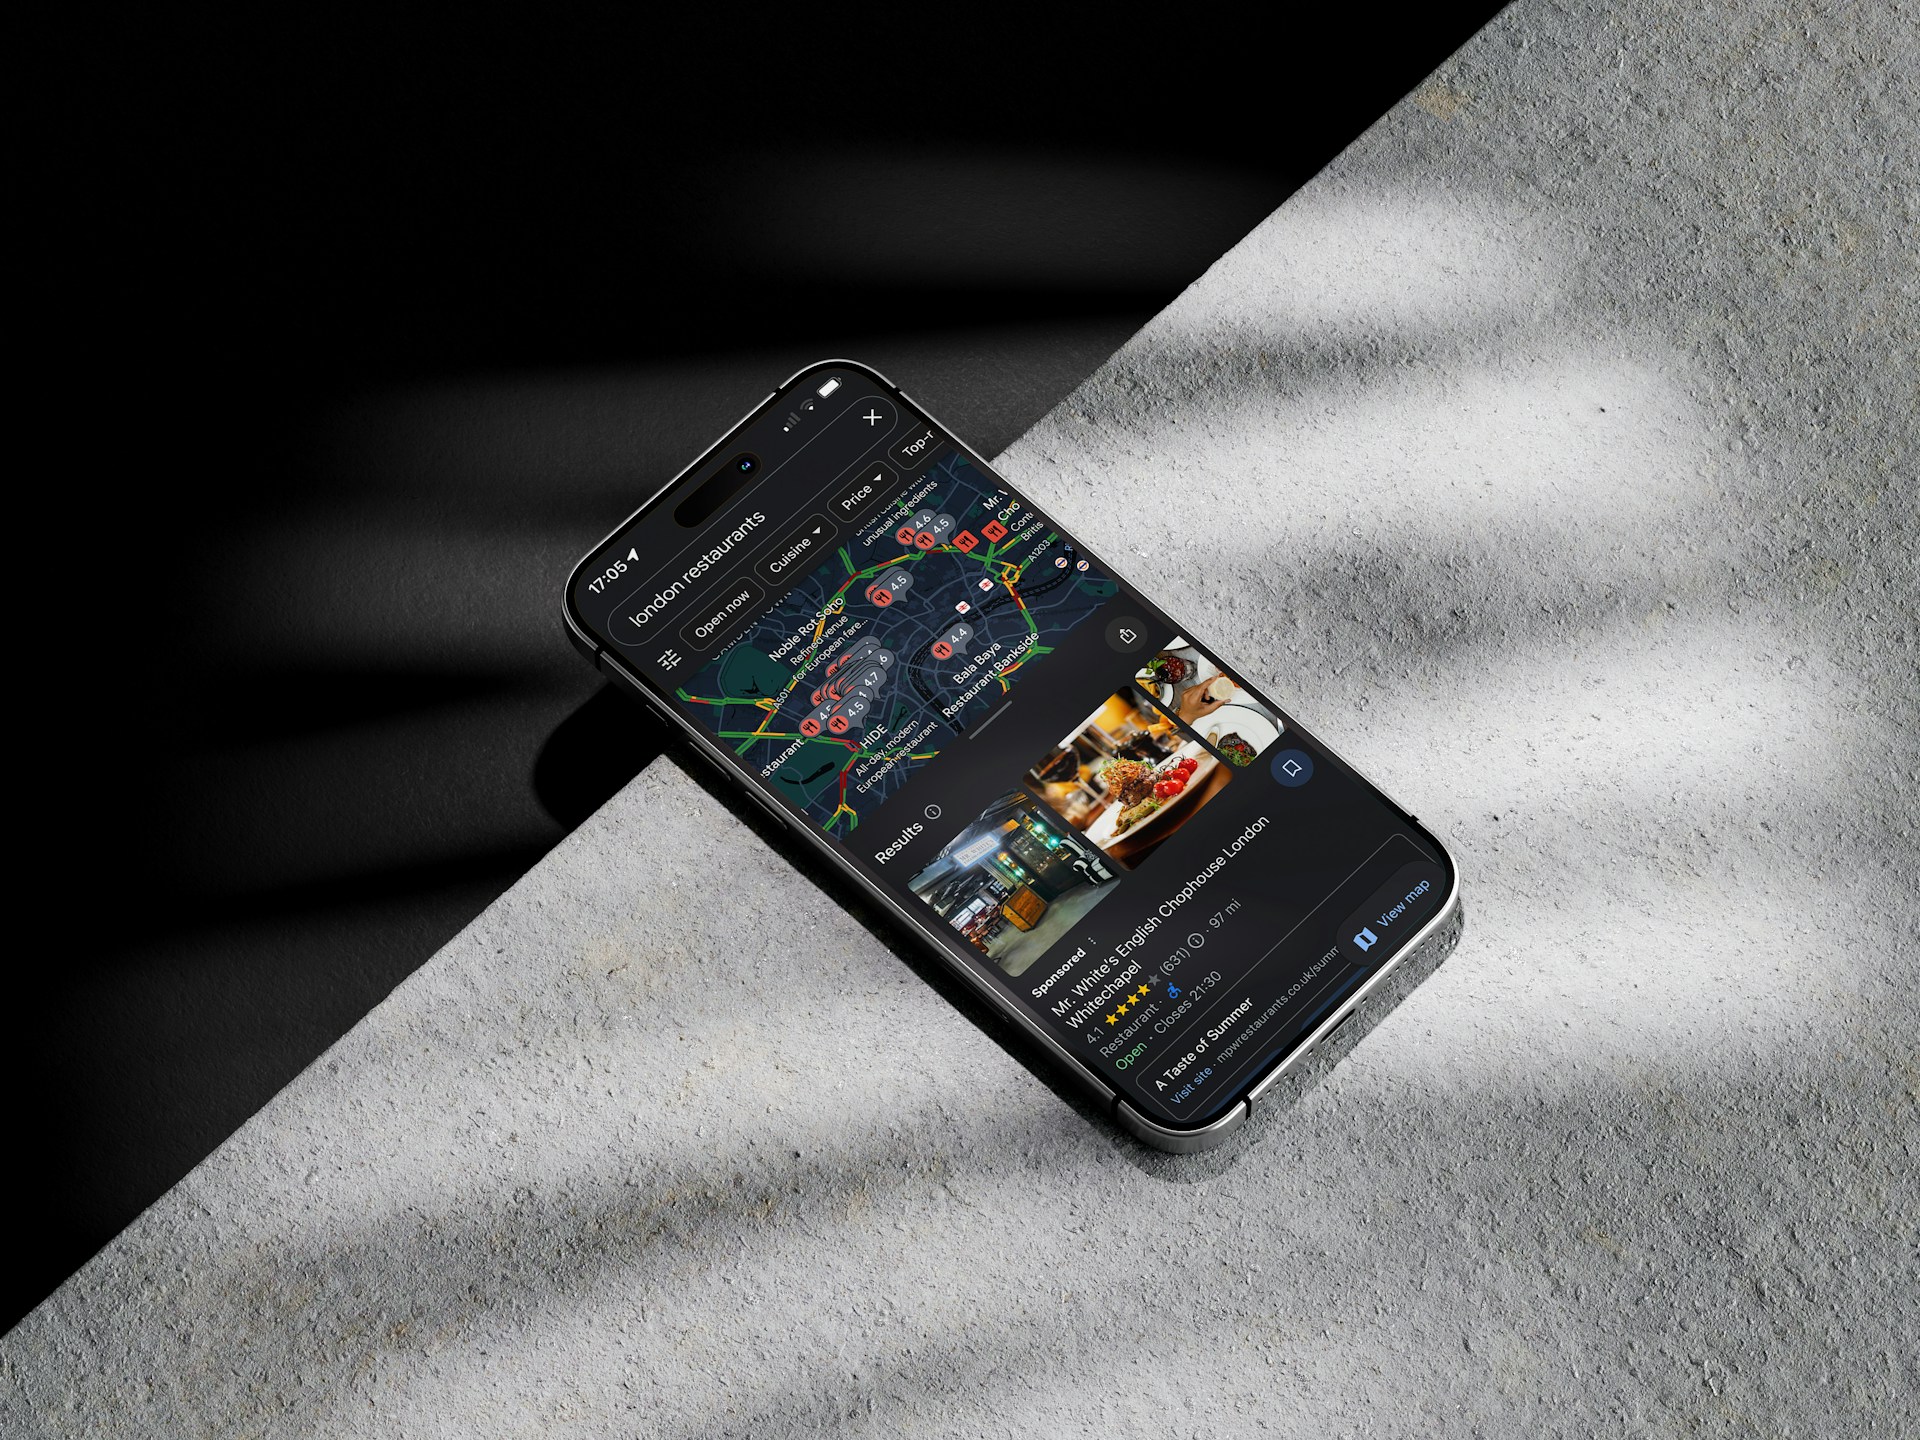 17:05
london restaurants
Open now
Cuisine
Price
Top-r
CAMDEN TOWN
British cuisine with
unusual ingredients
4.6
4.5
Mr. W
Cho
Cont
Britis
A1203
4.5
Noble Rot Soho
Refined venue
for European fare...
A501
4.4
Bala Baya
Restaurant Bankside
4.7
4.5
HIDE
All-day, modern
European restaurant
staurant
Results
Sponsored
Mr. White's English Chophouse London
Whitechapel
4.1 (631) · 97 mi
Restaurant ·
Open · Closes 21:30
A Taste of Summer
Visit site · mpwrestaurants.co.uk/summ
View map